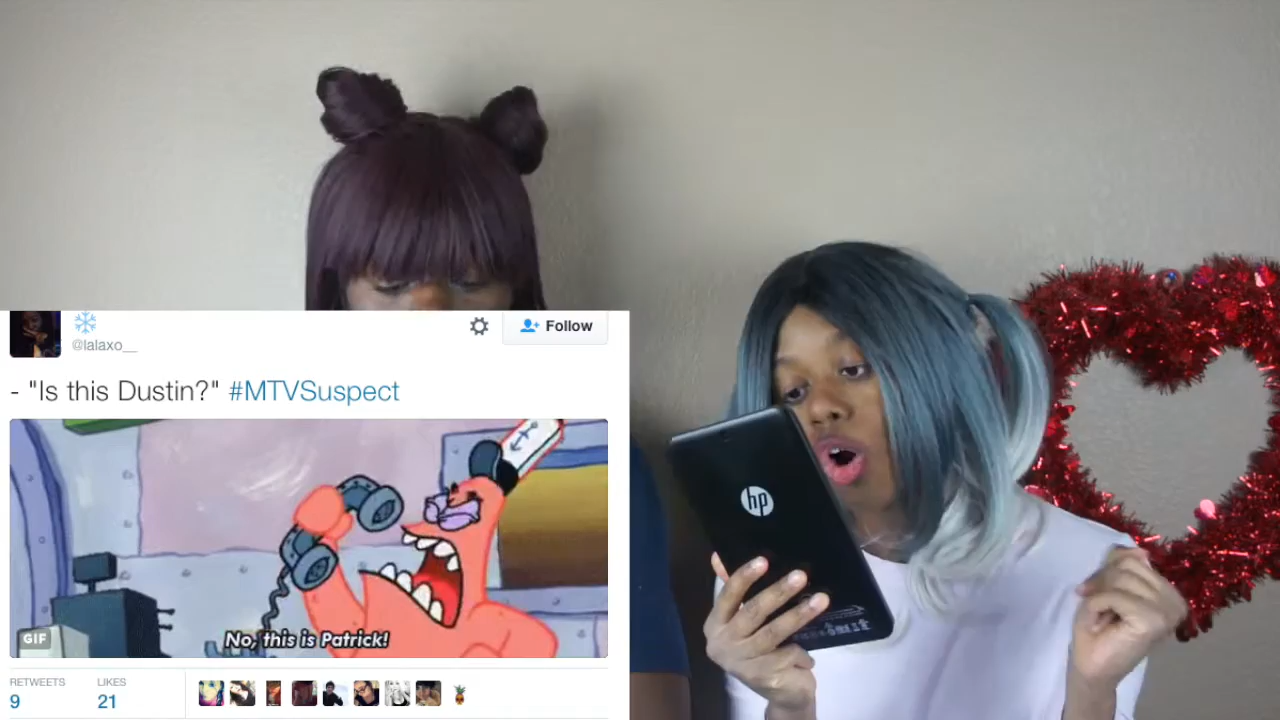 @lalaxo__
Follow
- "Is this Dustin?" #MTVSuspect
No, this is Patrick!
GIF
RETWEETS
LIKES
9
21
hp